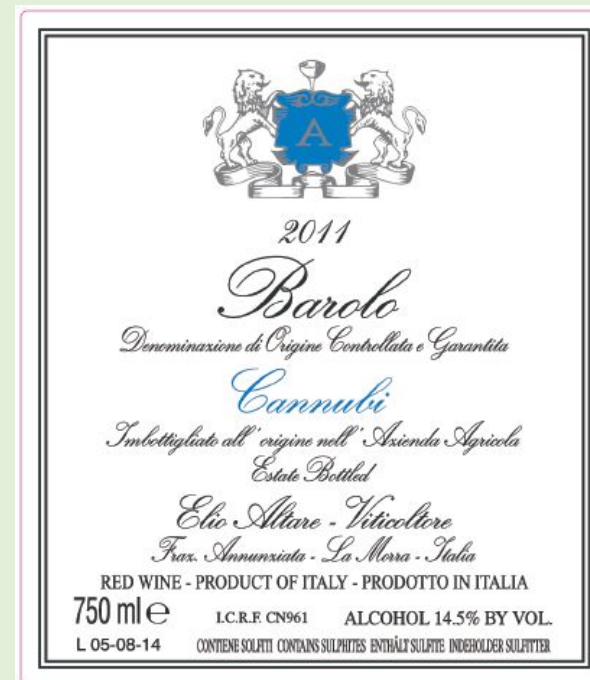 A
2011
Barolo
Denominazione di Origine Controllata e Garantita
Cannubi
Imbottigliato all' origine nell' Azienda Agricola
Estate Bottled
Elio Altare - Viticoltore
Fraz. Annunziata - La Morra - Italia
RED WINE - PRODUCT OF ITALY - PRODOTTO IN ITALIA
750 ml e I.C.R.F. CN961 ALCOHOL 14.5% BY VOL.
L 05-08-14 CONTIENE SOLFITI CONTAINS SULPHITES ENTHÄLT SULFITE INDEHOLDER SULFITTER